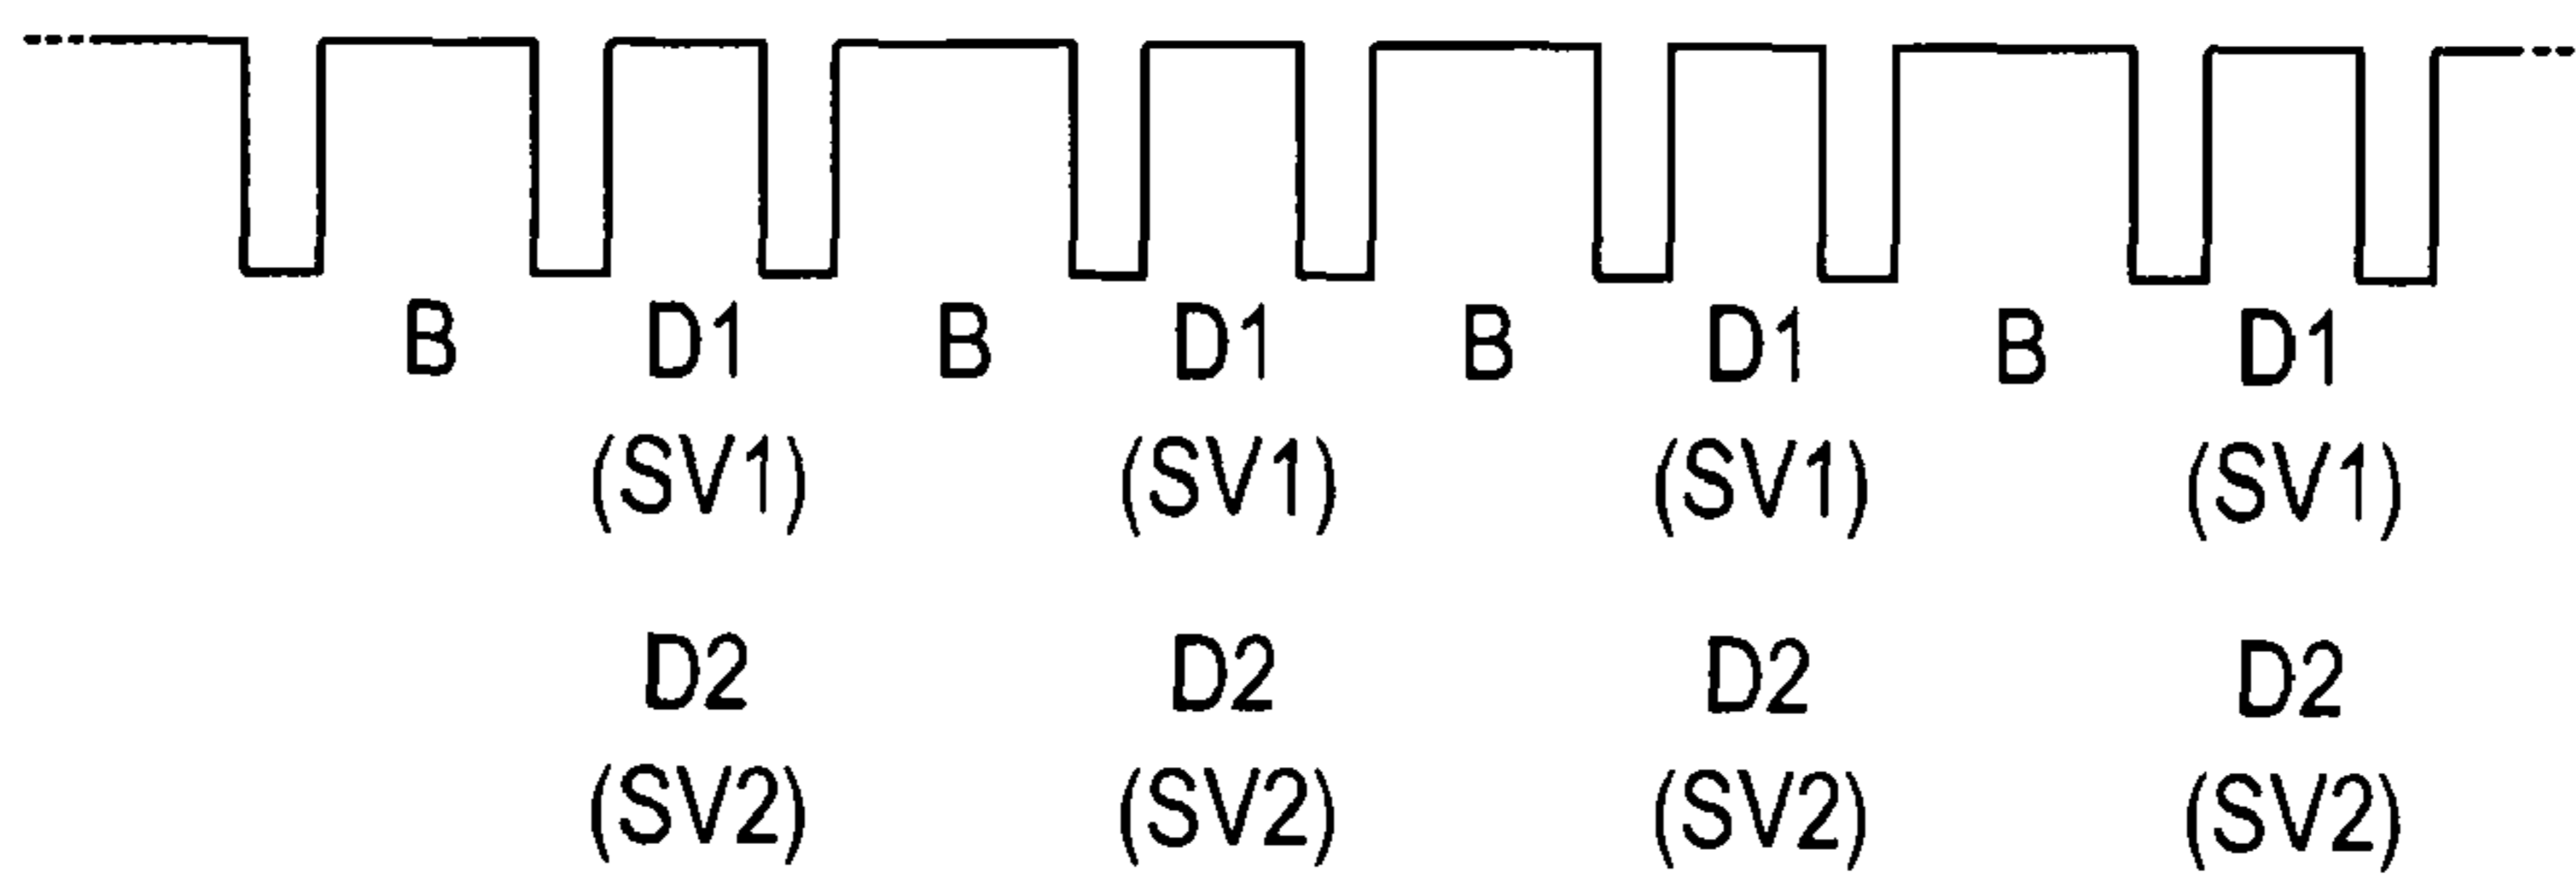 B D1 B D1 B D1 B D1
(SV1) (SV1) (SV1) (SV1)
D2 D2 D2 D2
(SV2) (SV2) (SV2) (SV2)